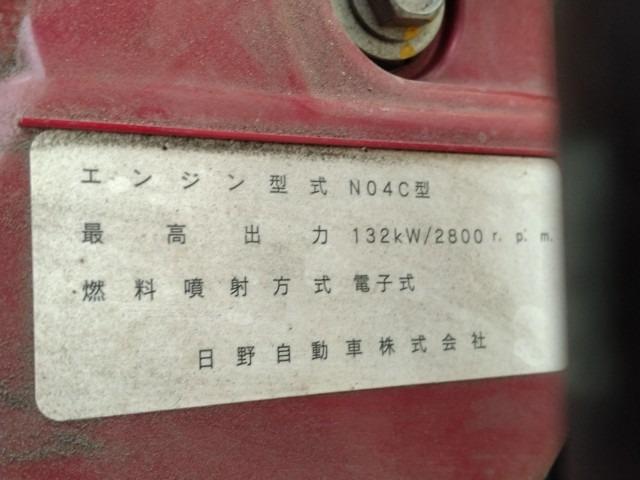 エンジン型式 N04C型
最高出力 132kW/2800 r.p.m.
燃料噴射方式 電子式
日野自動車株式会社